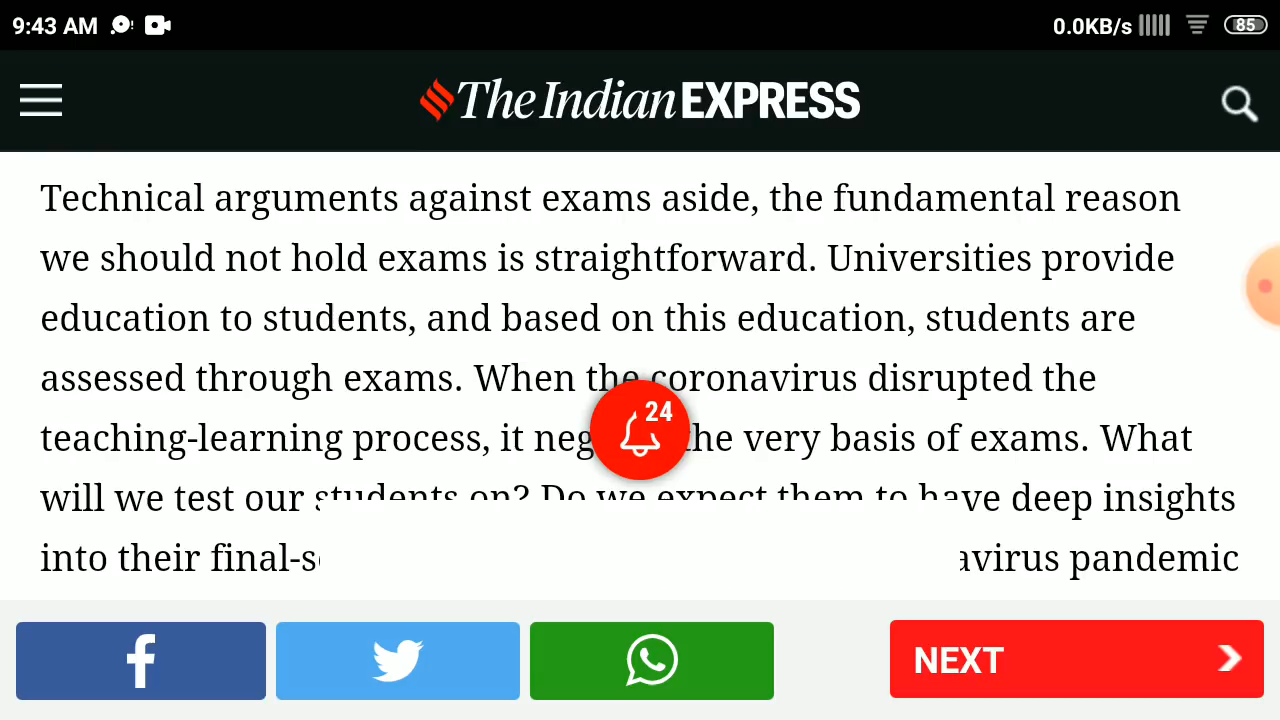 9:43 AM
0.0KB/s
85
The Indian EXPRESS
Technical arguments against exams aside, the fundamental reason
we should not hold exams is straightforward. Universities provide
education to students, and based on this education, students are
assessed through exams. When the coronavirus disrupted the
teaching-learning process, it the very basis of exams. What
24
will we test our students on? Do we expect them to have deep insights
into their pandemic
NEXT